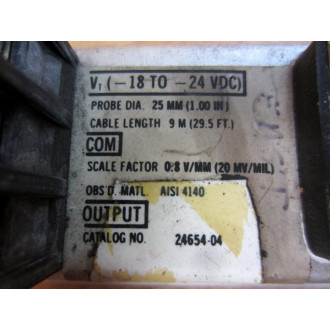 V_T (-18 TO -24 VDC)
PROBE DIA. 25 MM (1.00 IN)
CABLE LENGTH 9 M (29.5 FT.)
COM
SCALE FACTOR 0.8 V/MM (20 MV/MIL)
OBS'D. MATL. AISI 4140
OUTPUT
CATALOG NO. 24654-04